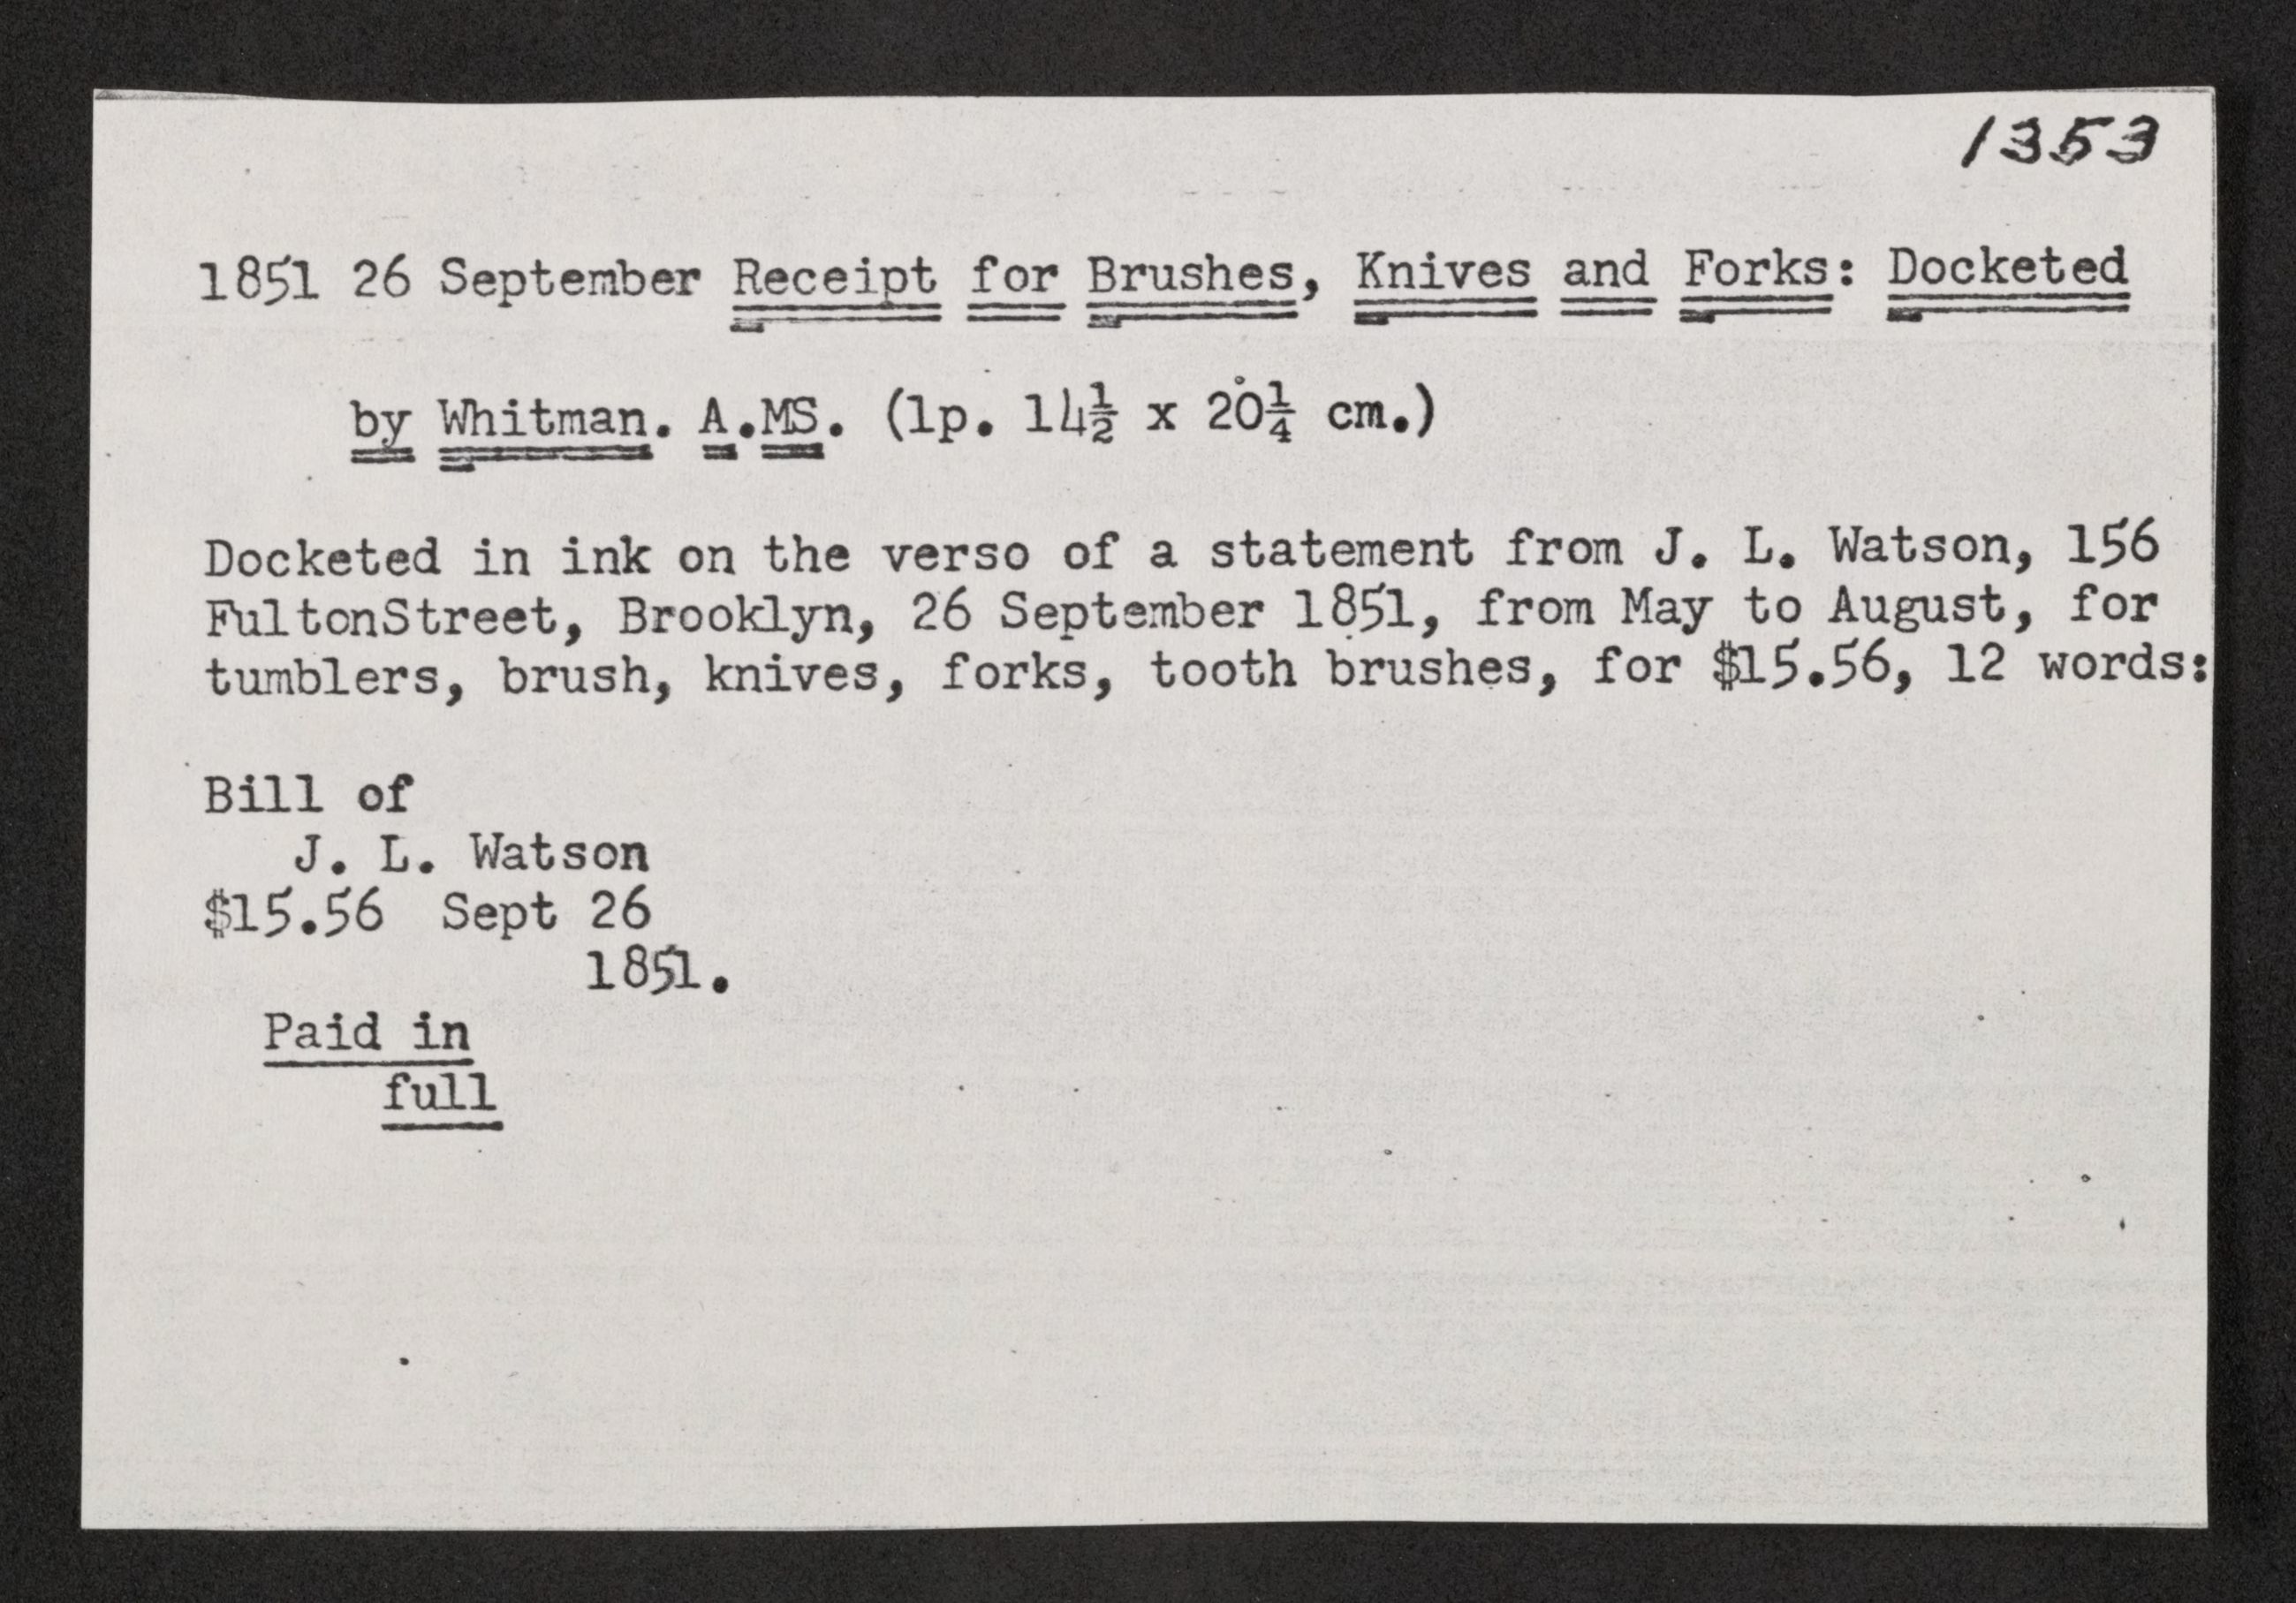 1353
1851 26 September Receipt for Brushes, Knives and Forks: Docketed
by Whitman. A.MS. (1p. 14½ x 20¼ cm.)
Docketed in ink on the verso of a statement from J. L. Watson, 156
FultonStreet, Brooklyn, 26 September 1851, from May to August, for
tumblers, brush, knives, forks, tooth brushes, for $15.56, 12 words:
Bill of
J. L. Watson
$15.56 Sept 26
1851.
Paid in
full